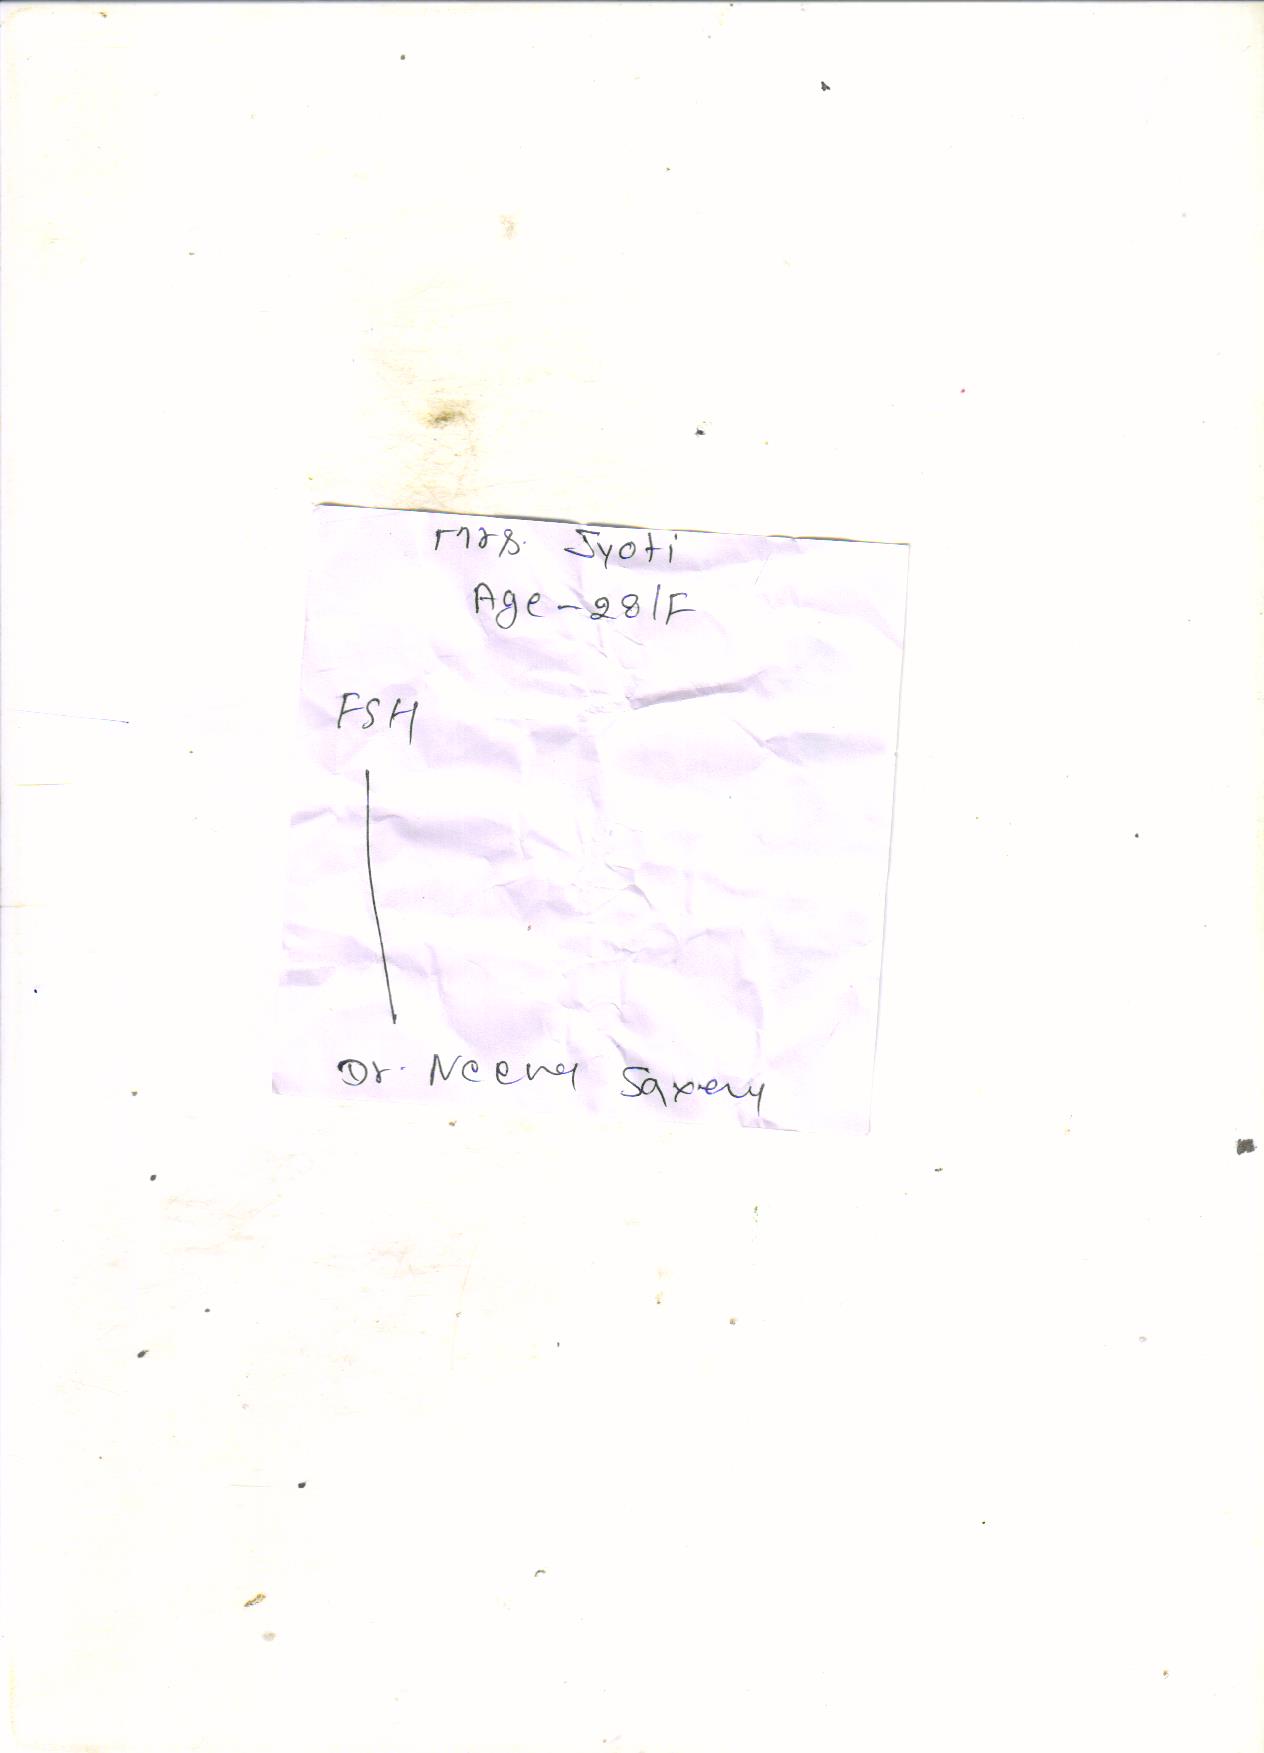 Mrs. Jyoti
Age - 28/F
FSH
Dr. Neena Saxena